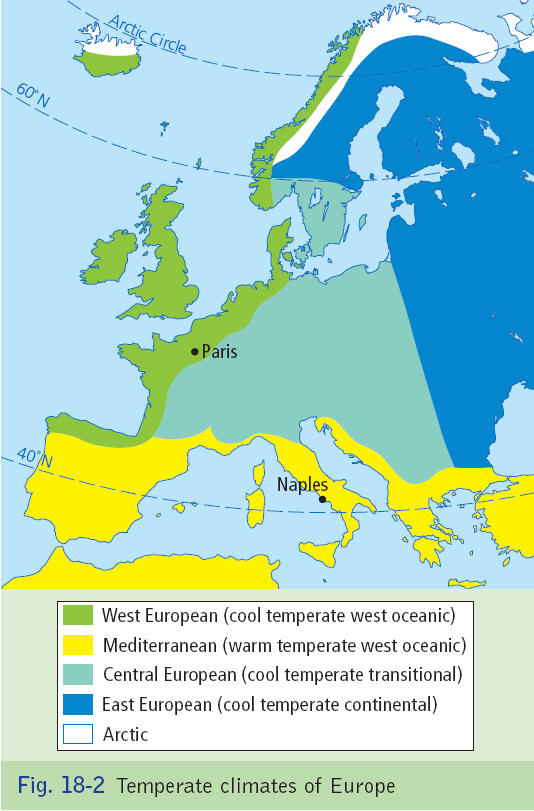 Arctic Circle
60°N
Paris
40°N
Naples
West European (cool temperate west oceanic)
Mediterranean (warm temperate west oceanic)
Central European (cool temperate transitional)
East European (cool temperate continental)
Arctic
Fig. 18-2 Temperate climates of Europe